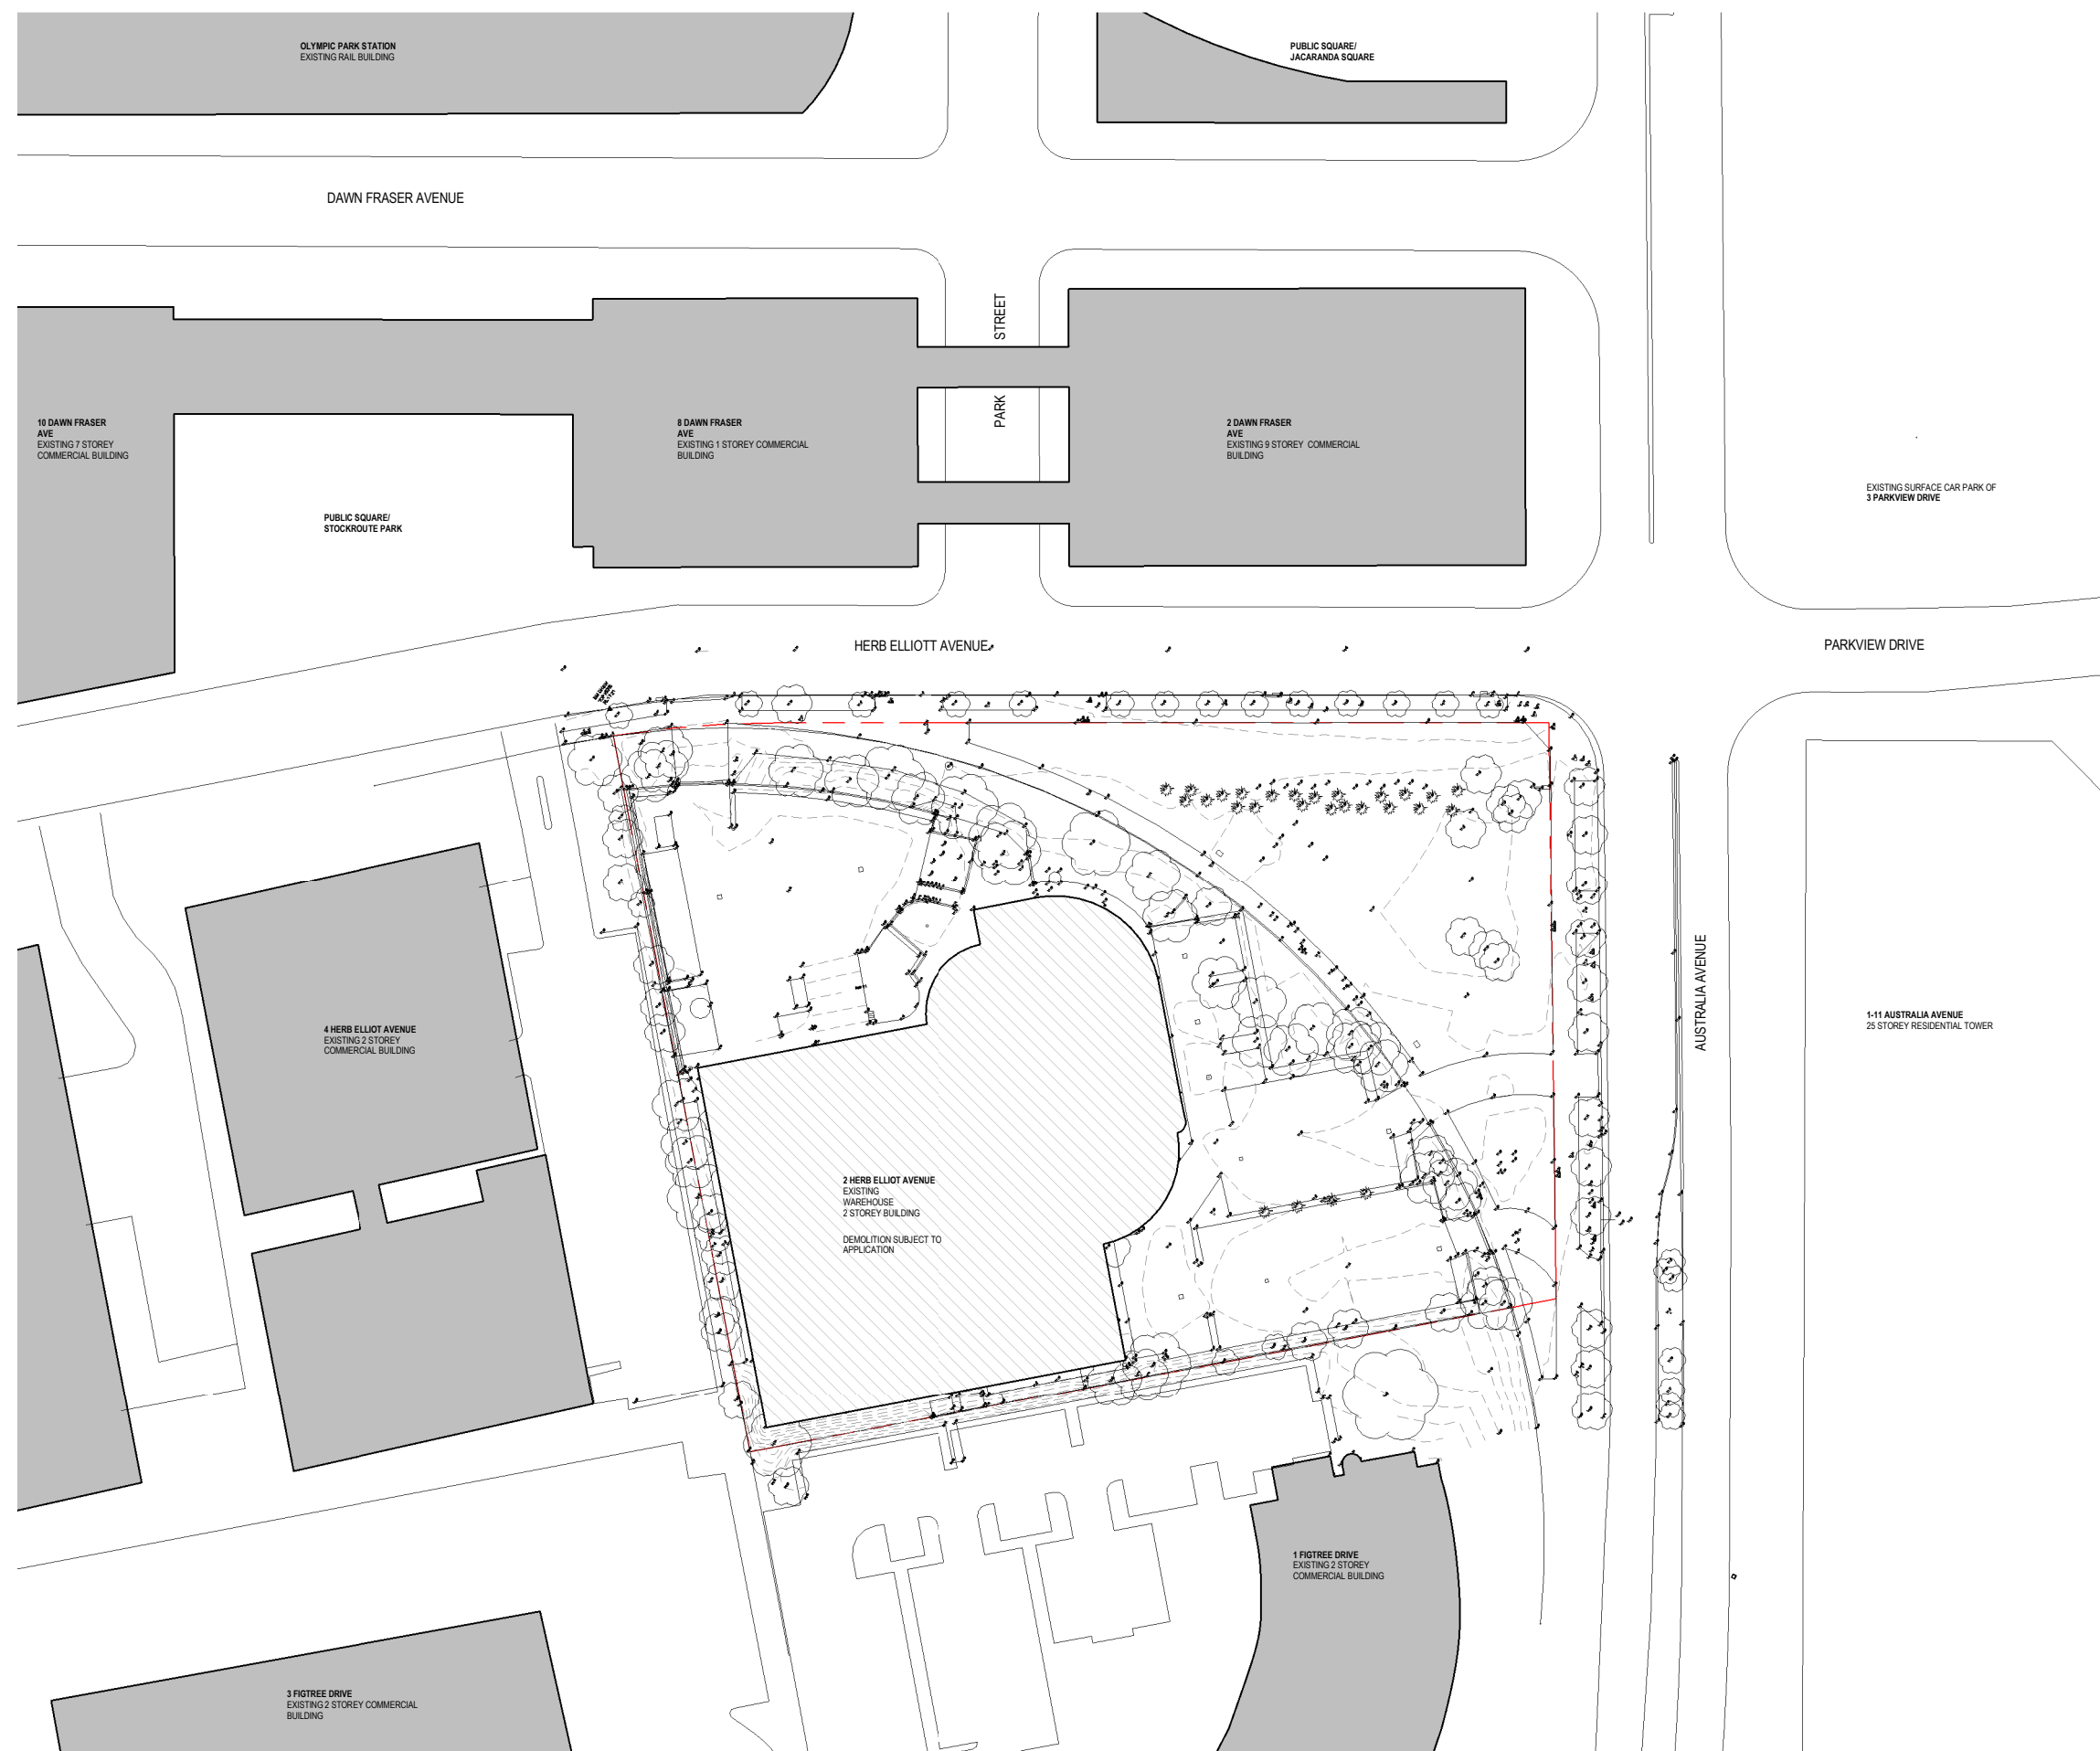 OLYMPIC PARK STATION
EXISTING RAIL BUILDING
PUBLIC SQUARE/
JACARANDA SQUARE
DAWN FRASER AVENUE
PARK STREET
10 DAWN FRASER
AVE
EXISTING 7 STOREY
COMMERCIAL BUILDING
8 DAWN FRASER
AVE
EXISTING 1 STOREY COMMERCIAL
BUILDING
2 DAWN FRASER
AVE
EXISTING 9 STOREY COMMERCIAL
BUILDING
EXISTING SURFACE CAR PARK OF
3 PARKVIEW DRIVE
PUBLIC SQUARE/
STOCKROUTE PARK
HERB ELLIOTT AVENUE
PARKVIEW DRIVE
AUSTRALIA AVENUE
4 HERB ELLIOT AVENUE
EXISTING 2 STOREY
COMMERCIAL BUILDING
1-11 AUSTRALIA AVENUE
25 STOREY RESIDENTIAL TOWER
2 HERB ELLIOT AVENUE
EXISTING
WAREHOUSE
2 STOREY BUILDING
DEMOLITION SUBJECT TO
APPLICATION
1 FIGTREE DRIVE
EXISTING 2 STOREY
COMMERCIAL BUILDING
3 FIGTREE DRIVE
EXISTING 2 STOREY COMMERCIAL
BUILDING